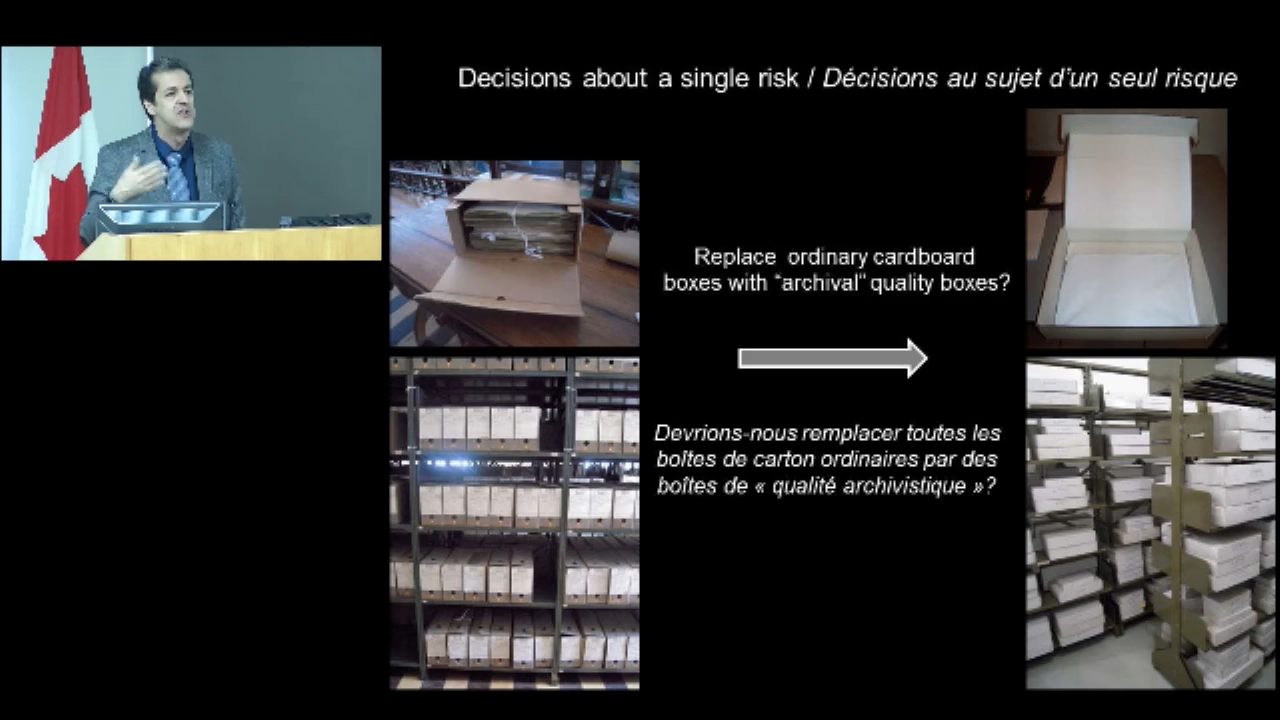 Decisions about a single risk / Décisions au sujet d'un seul risque
Replace ordinary cardboard
boxes with "archival" quality boxes?
Devrions-nous remplacer toutes les
boîtes de carton ordinaires par des
boîtes de « qualité archivistique »?